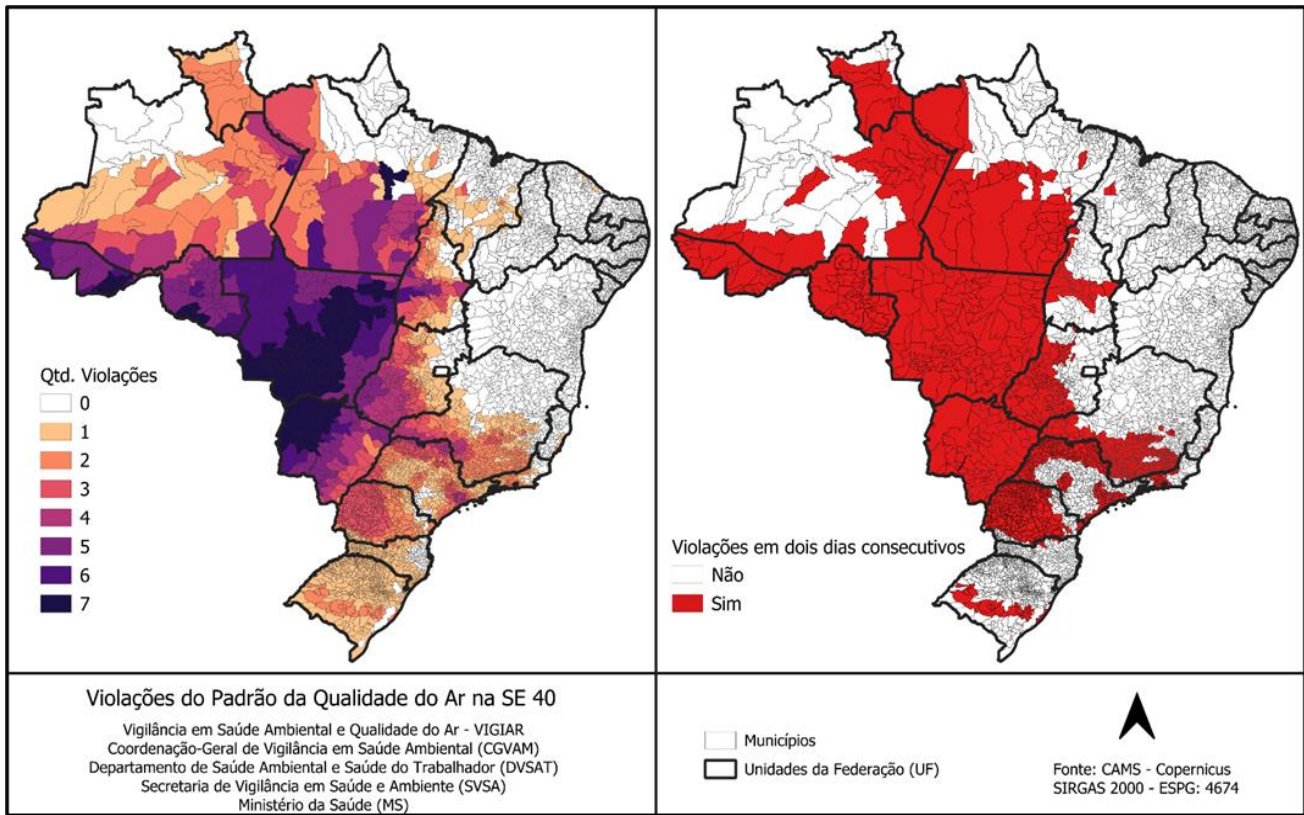 Qtd. Violações
0
1
2
3
4
5
6
7
Violações em dois dias consecutivos
Não
Sim
Violações do Padrão da Qualidade do Ar na SE 40
Vigilância em Saúde Ambiental e Qualidade do Ar - VIGIAR
Coordenação-Geral de Vigilância em Saúde Ambiental (CGVAM)
Departamento de Saúde Ambiental e Saúde do Trabalhador (DVSAT)
Secretaria de Vigilância em Saúde e Ambiente (SVSA)
Ministério da Saúde (MS)
Municípios
Unidades da Federação (UF)
Fonte: CAMS - Copernicus
SIRGAS 2000 - ESPG: 4674